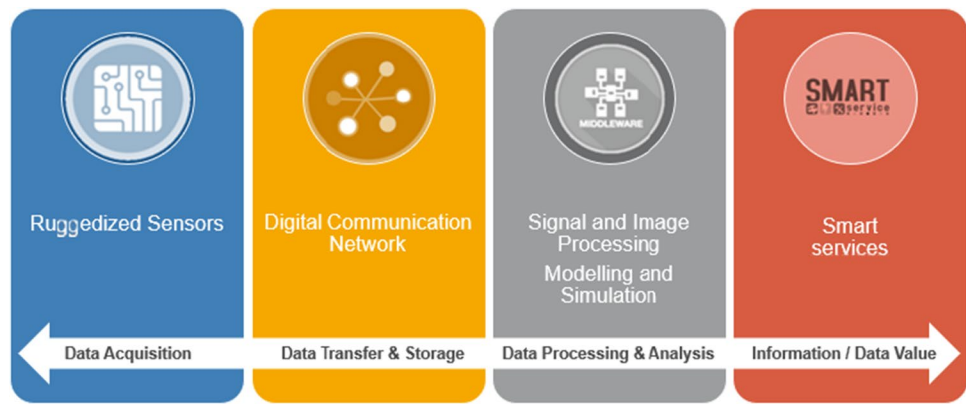 Ruggedized Sensors
Data Acquisition
Digital Communication
Network
Data Transfer & Storage
MIDDLEWARE
Signal and Image
Processing
Modelling and
Simulation
Data Processing & Analysis
SMART
service
Smart
services
Information / Data Value